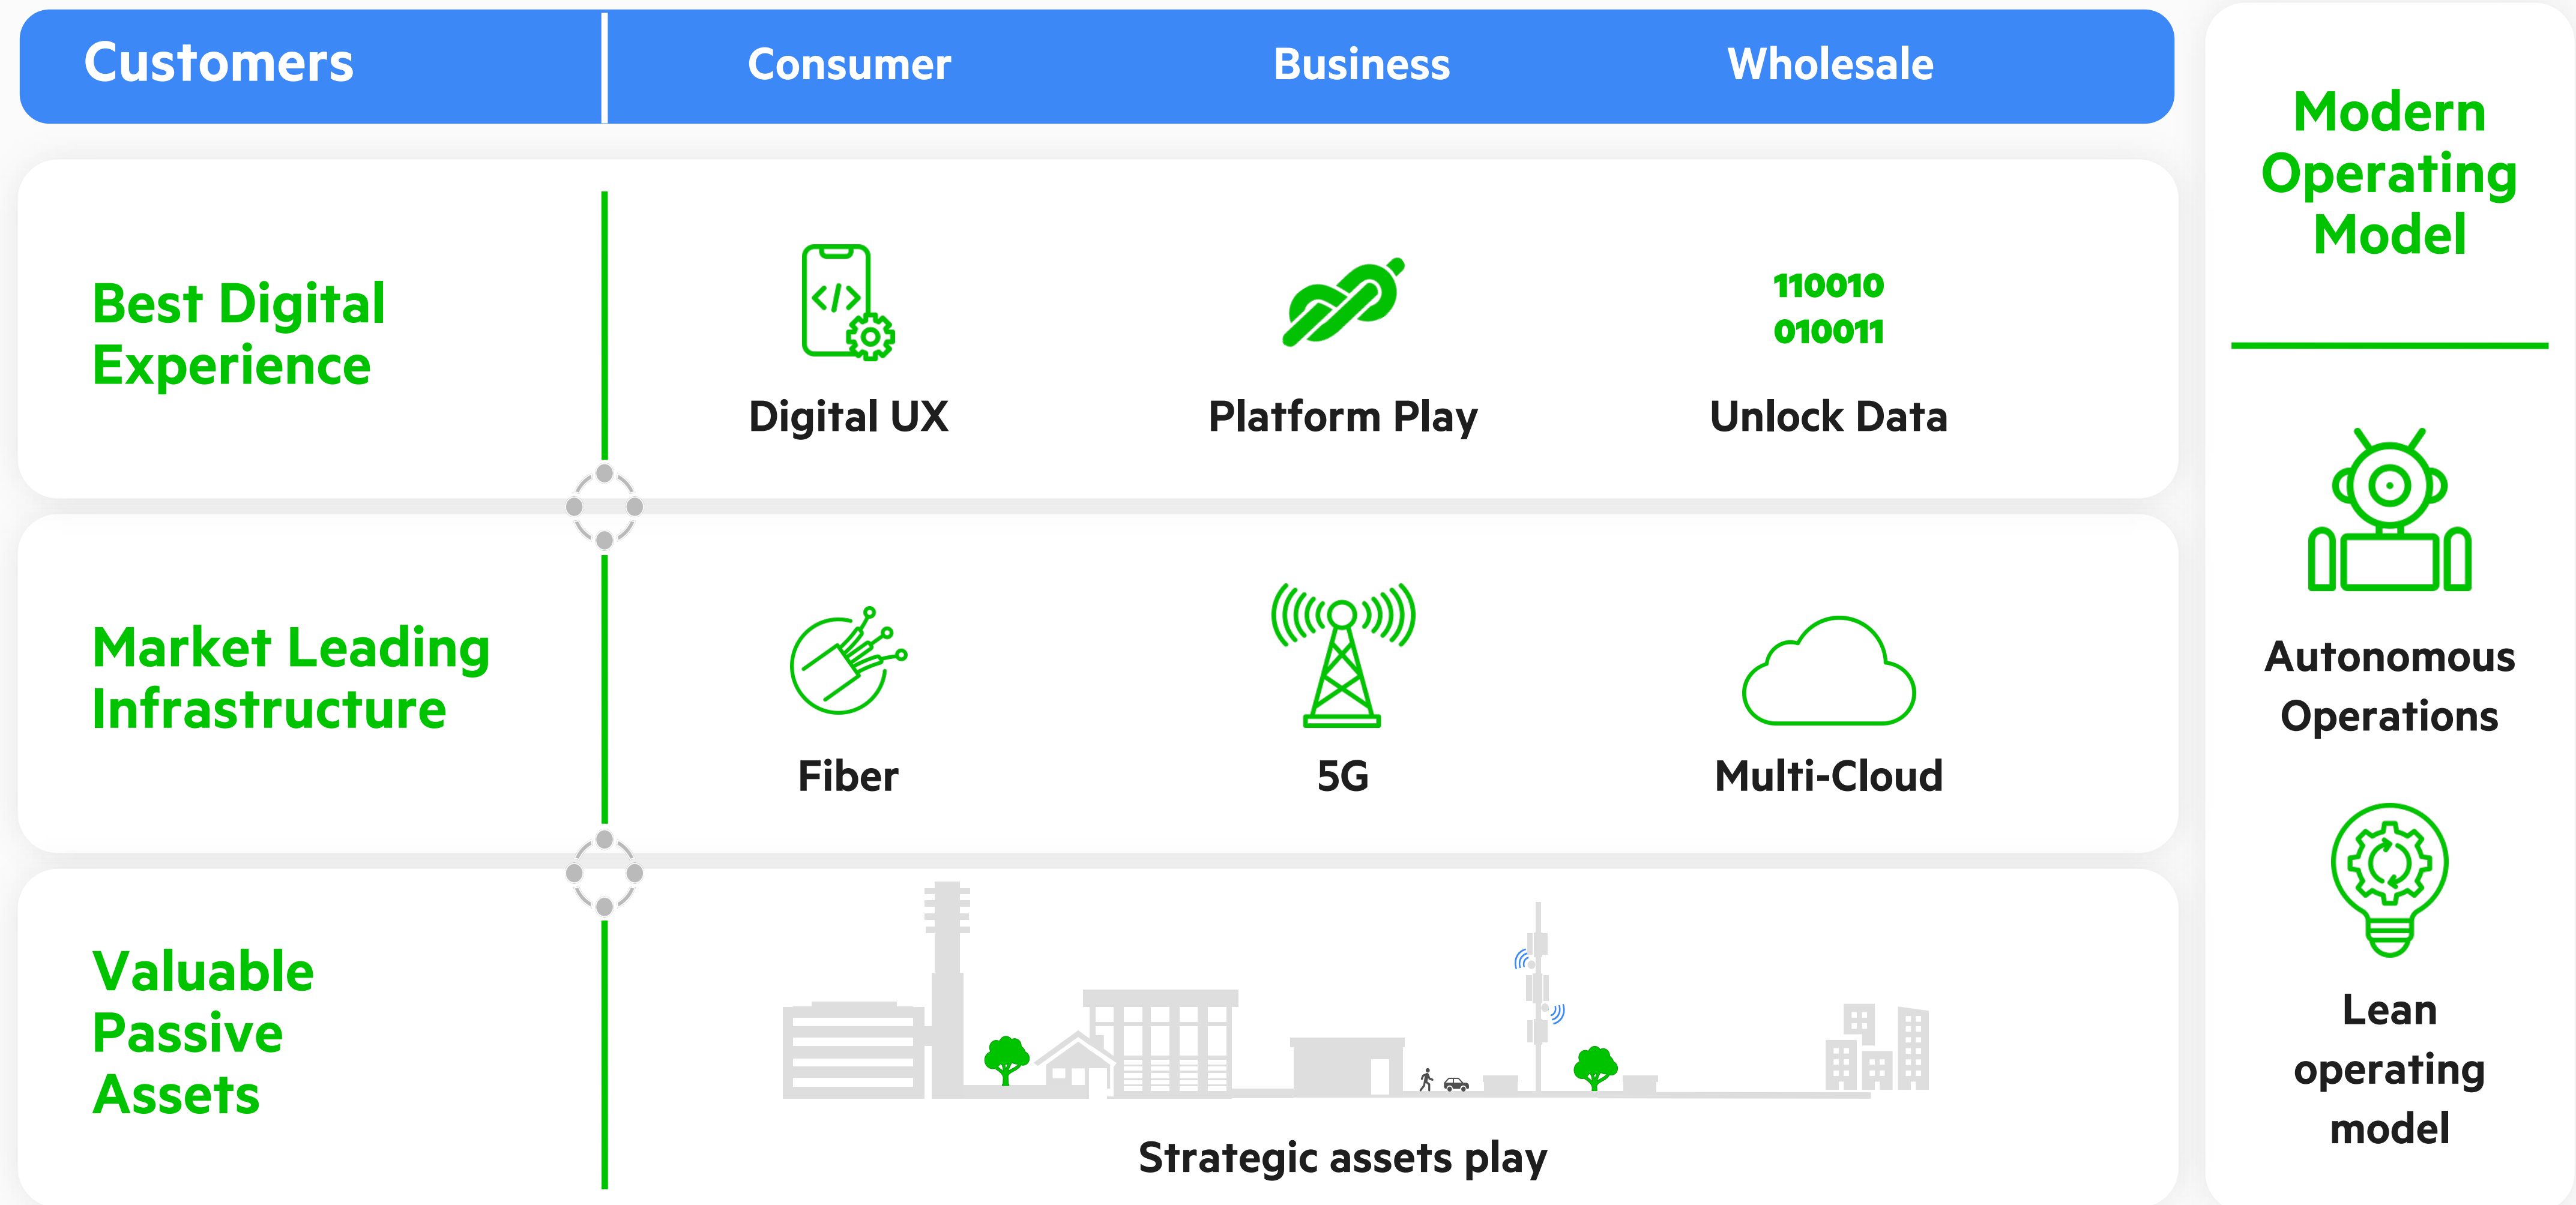 Customers
Consumer
Business
Wholesale
Best Digital
Experience
110010
010011
Digital UX
Platform Play
Unlock Data
Market Leading
Infrastructure
Fiber
5G
Multi-Cloud
Valuable
Passive
Assets
Strategic assets play
Modern
Operating
Model
Autonomous
Operations
Lean
operating
model